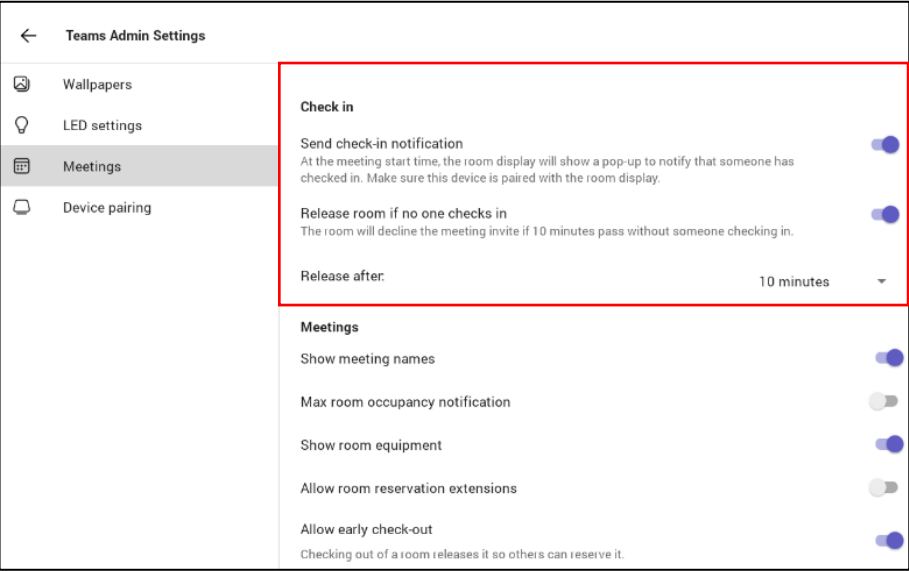 Teams Admin Settings
Wallpapers
LED settings
Meetings
Device pairing
Check in
Send check-in notification
At the meeting start time, the room display will show a pop-up to notify that someone has
checked in. Make sure this device is paired with the room display.
Release room if no one checks in
The room will decline the meeting invite if 10 minutes pass without someone checking in.
Release after:
10 minutes
Meetings
Show meeting names
Max room occupancy notification
Show room equipment
Allow room reservation extensions
Allow early check-out
Checking out of a room releases it so others can reserve it.